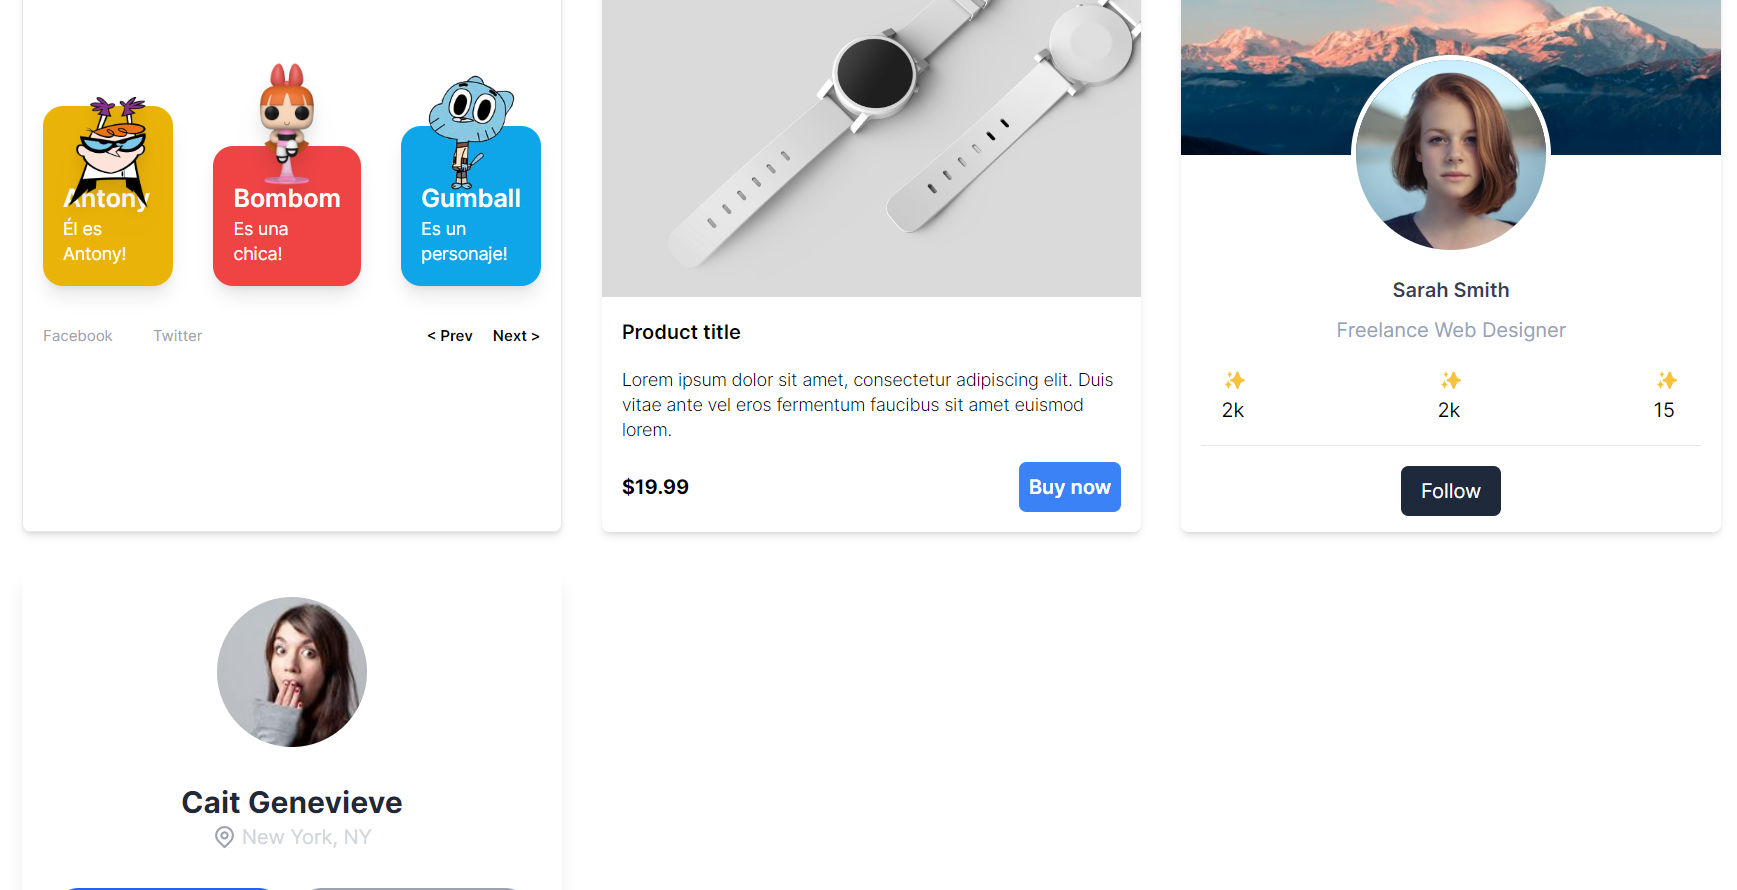 Antony
Él es
Antony!
Bombom
Es una
chica!
Gumball
Es un
personaje!
Facebook Twitter < Prev Next >
Product title
Lorem ipsum dolor sit amet, consectetur adipiscing elit. Duis
vitae ante vel eros fermentum faucibus sit amet euismod
lorem.
$19.99 Buy now
Sarah Smith
Freelance Web Designer
2k 2k 15
Follow
Cait Genevieve
New York, NY